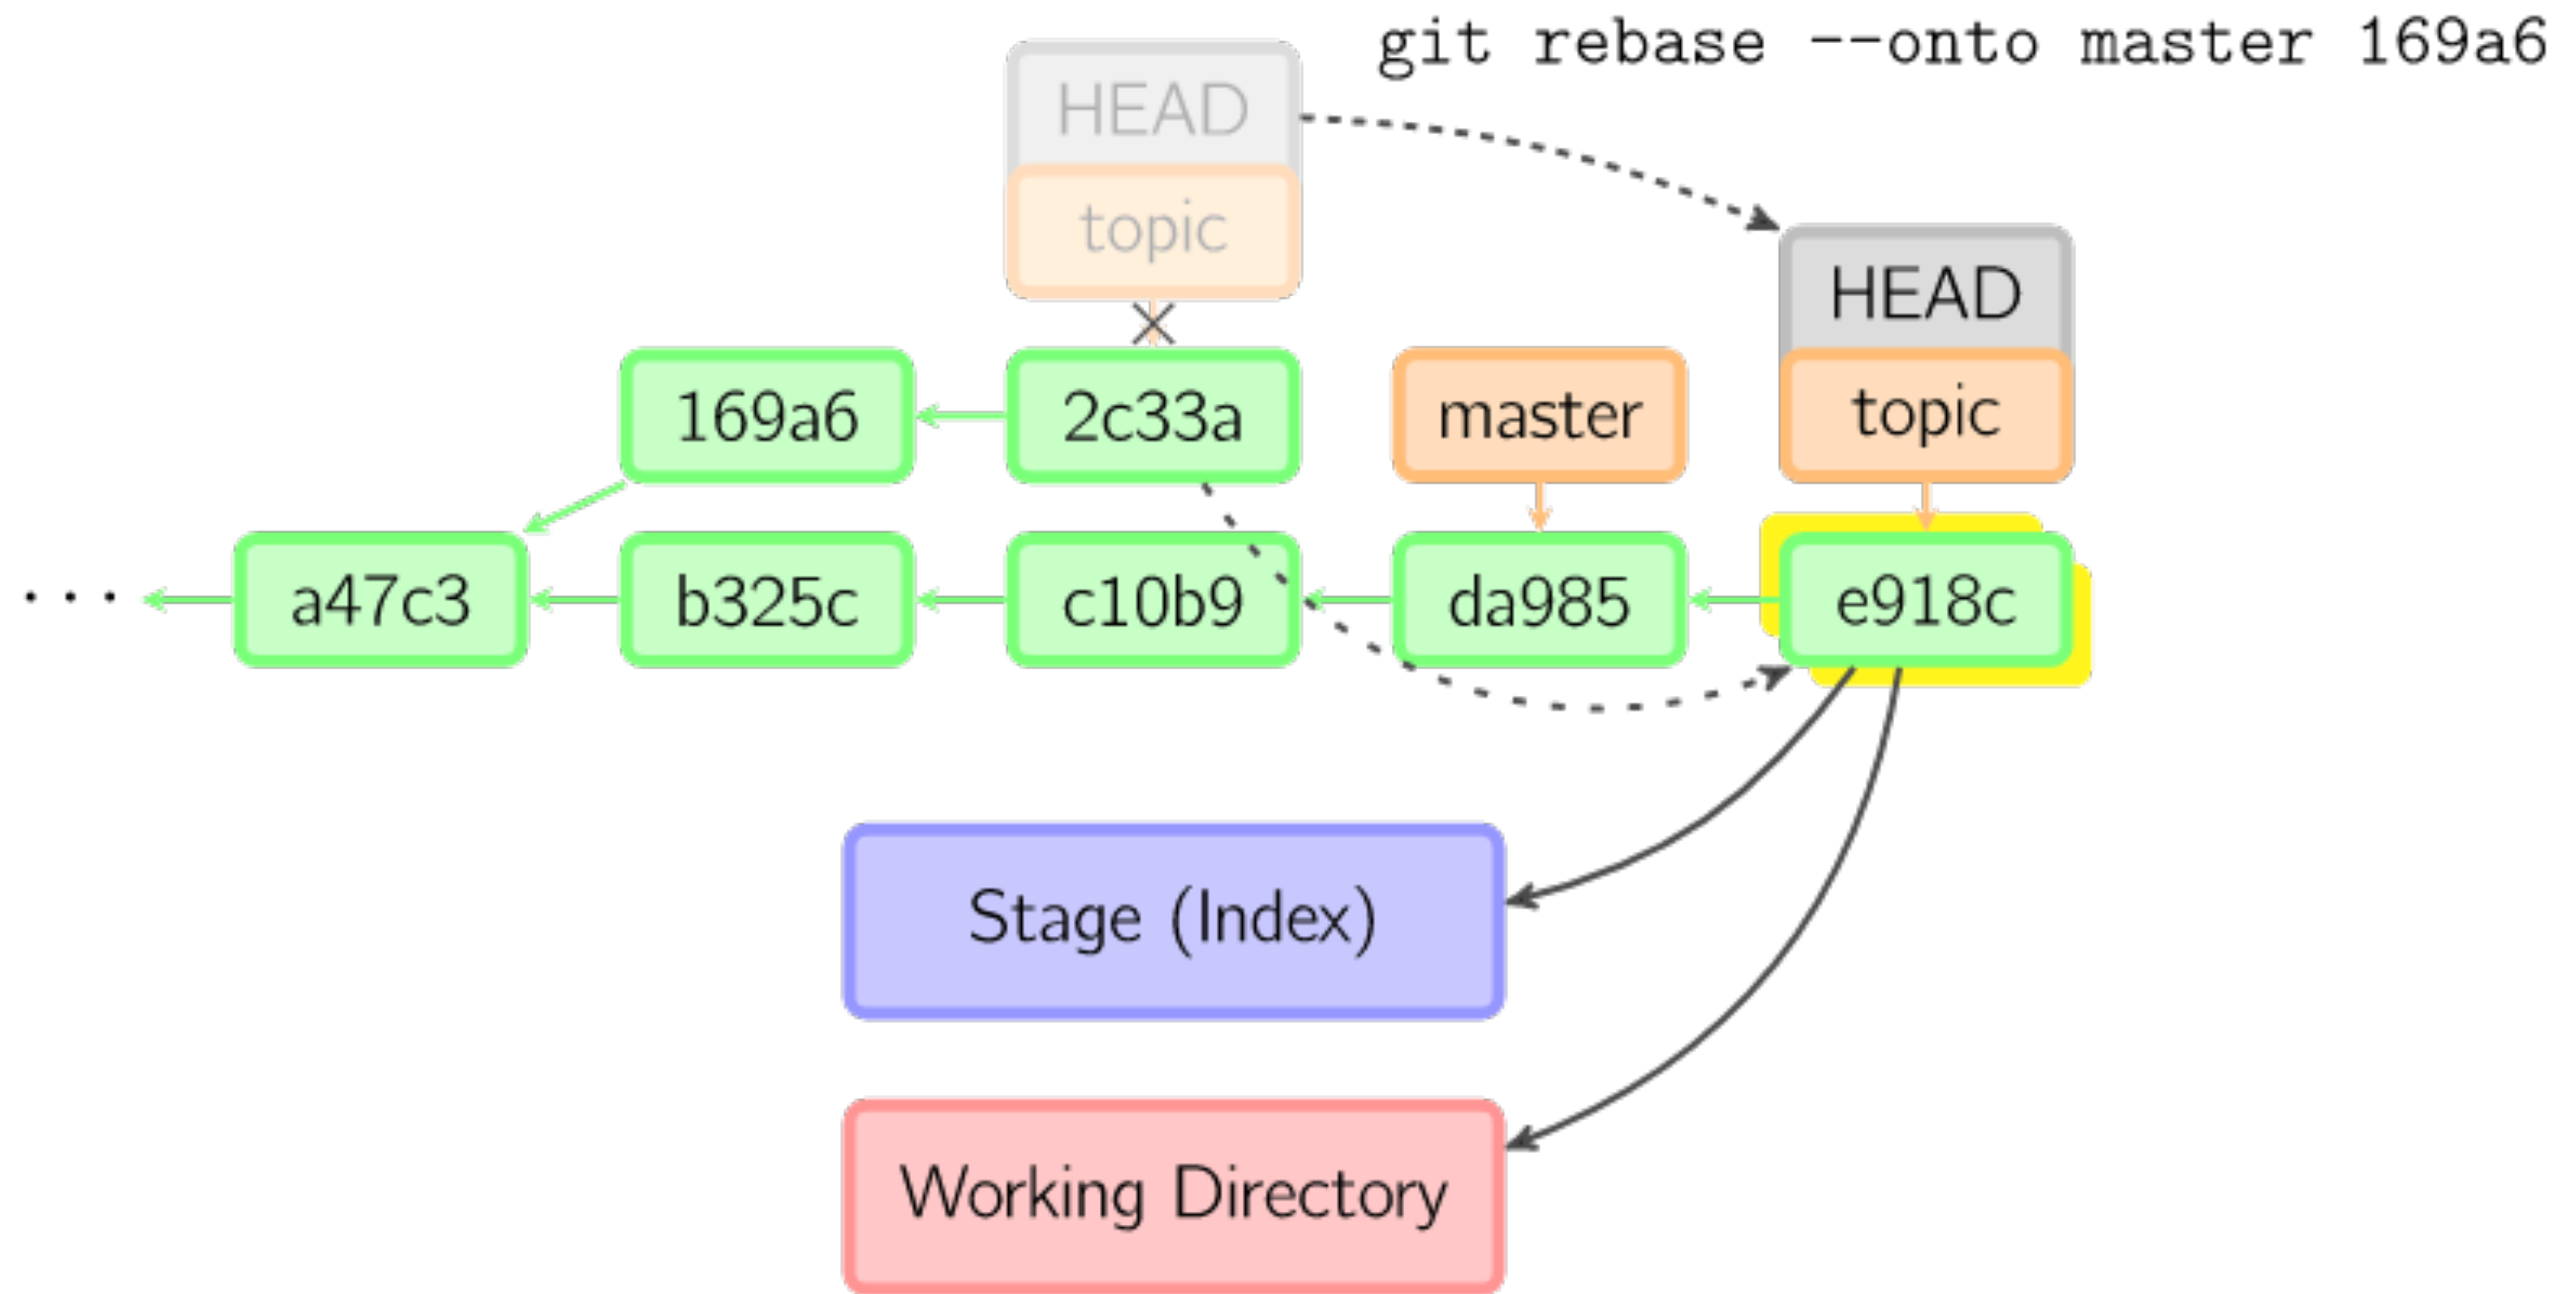 git rebase --onto master 169a6
HEAD
topic
HEAD
topic
169a6
2c33a
master
... a47c3
b325c
c10b9
da985
e918c
Stage (Index)
Working Directory